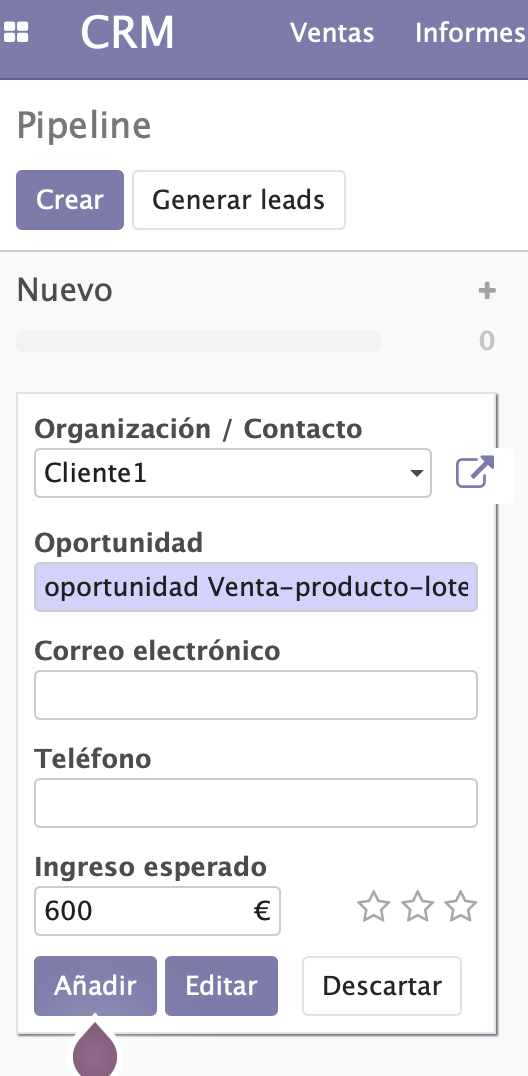 CRM Ventas Informes
Pipeline
Crear Generar leads
Nuevo +
0
Organización / Contacto
Cliente1
Oportunidad
oportunidad Venta-producto-lote
Correo electrónico
Teléfono
Ingreso esperado
600 €
Añadir Editar Descartar